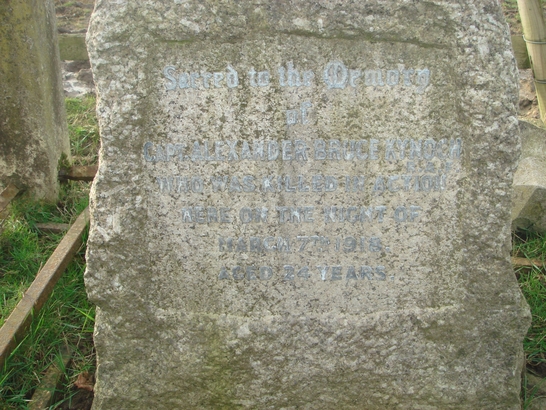 Sacred to the Memory
of
CAPT. ALEXANDER BRUCE KYNOCH
WHO WAS KILLED IN ACTION
HERE ON THE NIGHT OF
MARCH 7TH 1918.
AGED 24 YEARS.